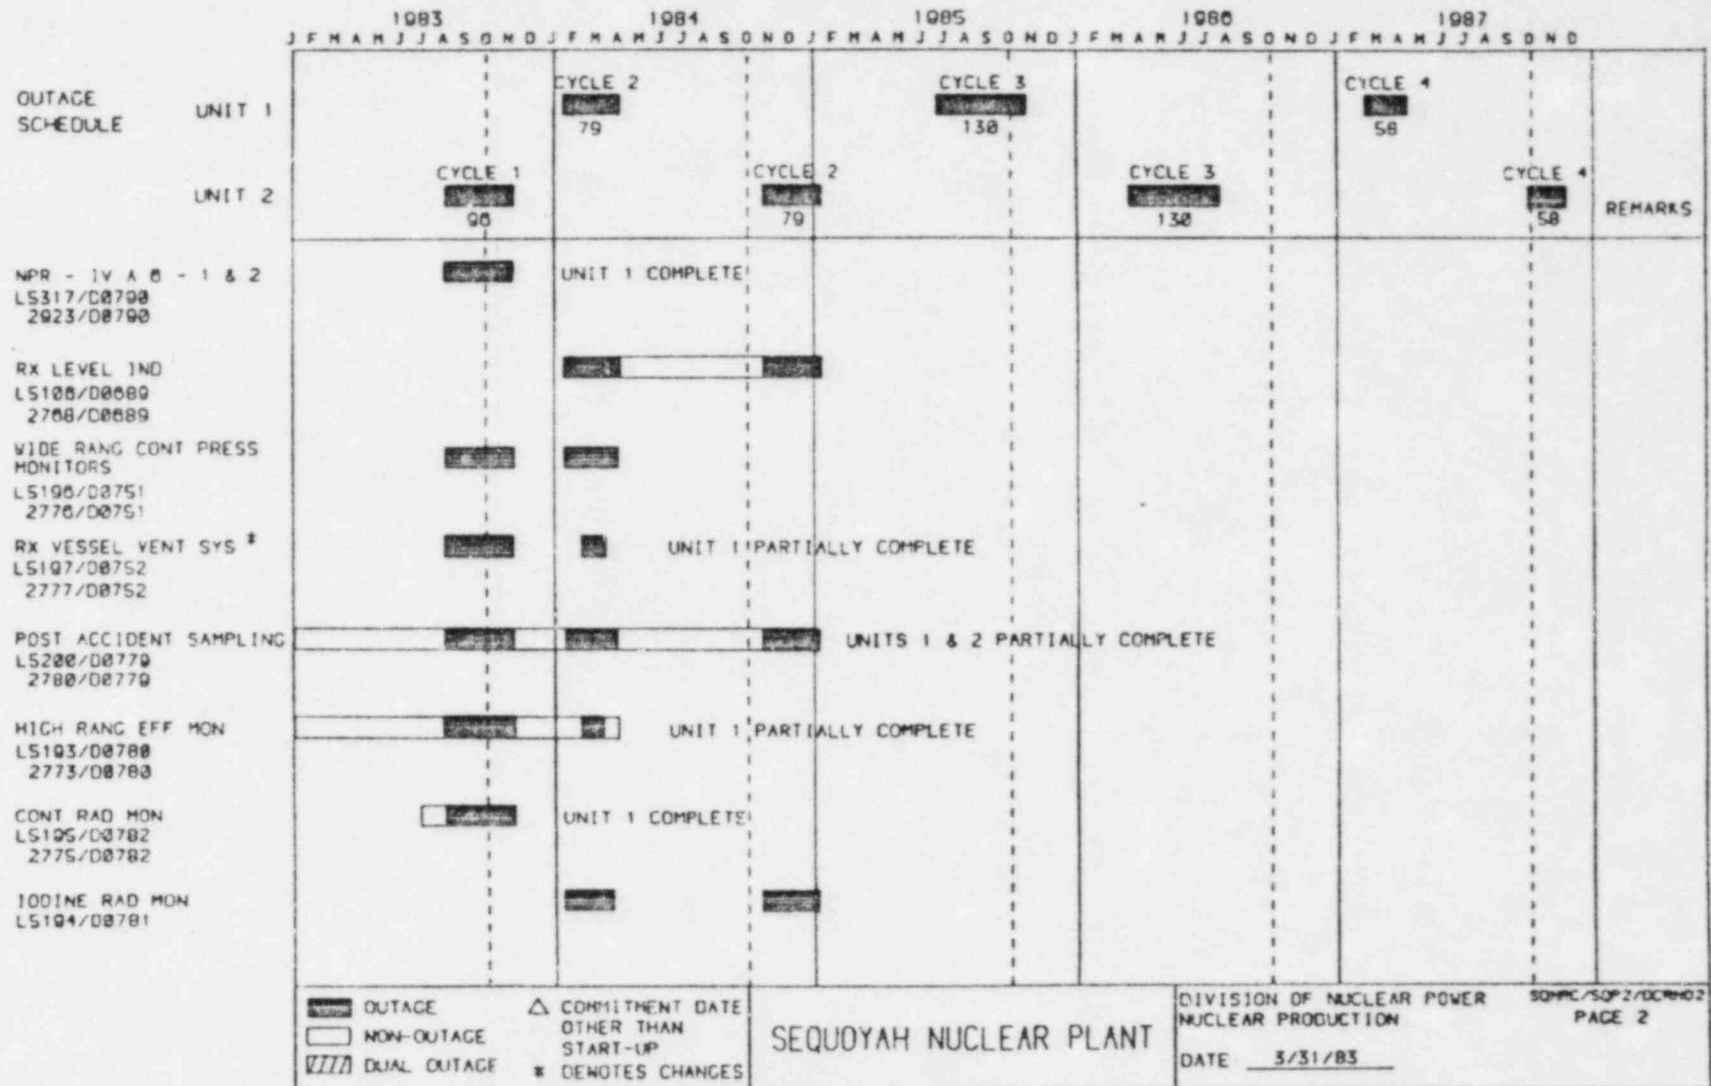 1983 1984 1985 1986 1987
J F M A M J J A S O N D J F M A M J J A S O N D J F M A M J J A S O N D J F M A M J J A S O N D J F M A M J J A S O N D
OUTAGE
SCHEDULE
UNIT 1
CYCLE 2
79
CYCLE 3
130
CYCLE 4
58
UNIT 2
CYCLE 1
96
CYCLE 2
79
CYCLE 3
130
CYCLE 4
58
REMARKS
NPR - IV A 6 - 1 & 2
UNIT 1 COMPLETE
L5317/D0790
2923/D0790
RX LEVEL IND
L5106/D0689
2768/D0689
WIDE RANG CONT PRESS
MONITORS
L5196/D0751
2776/D0751
RX VESSEL VENT SYS *
UNIT 1 PARTIALLY COMPLETE
L5197/D0752
2777/D0752
POST ACCIDENT SAMPLING
UNITS 1 & 2 PARTIALLY COMPLETE
L5200/D0779
2780/D0779
HIGH RANG EFF MON
UNIT 1 PARTIALLY COMPLETE
L5193/D0780
2773/D0780
CONT RAD MON
UNIT 1 COMPLETE
L5195/D0782
2775/D0782
IODINE RAD MON
L5194/D0781
OUTAGE
NON-OUTAGE
DUAL OUTAGE
△ COMMITMENT DATE
OTHER THAN
START-UP
* DENOTES CHANGES
SEQUOYAH NUCLEAR PLANT
DIVISION OF NUCLEAR POWER
NUCLEAR PRODUCTION
DATE 3/31/83
PAGE 2